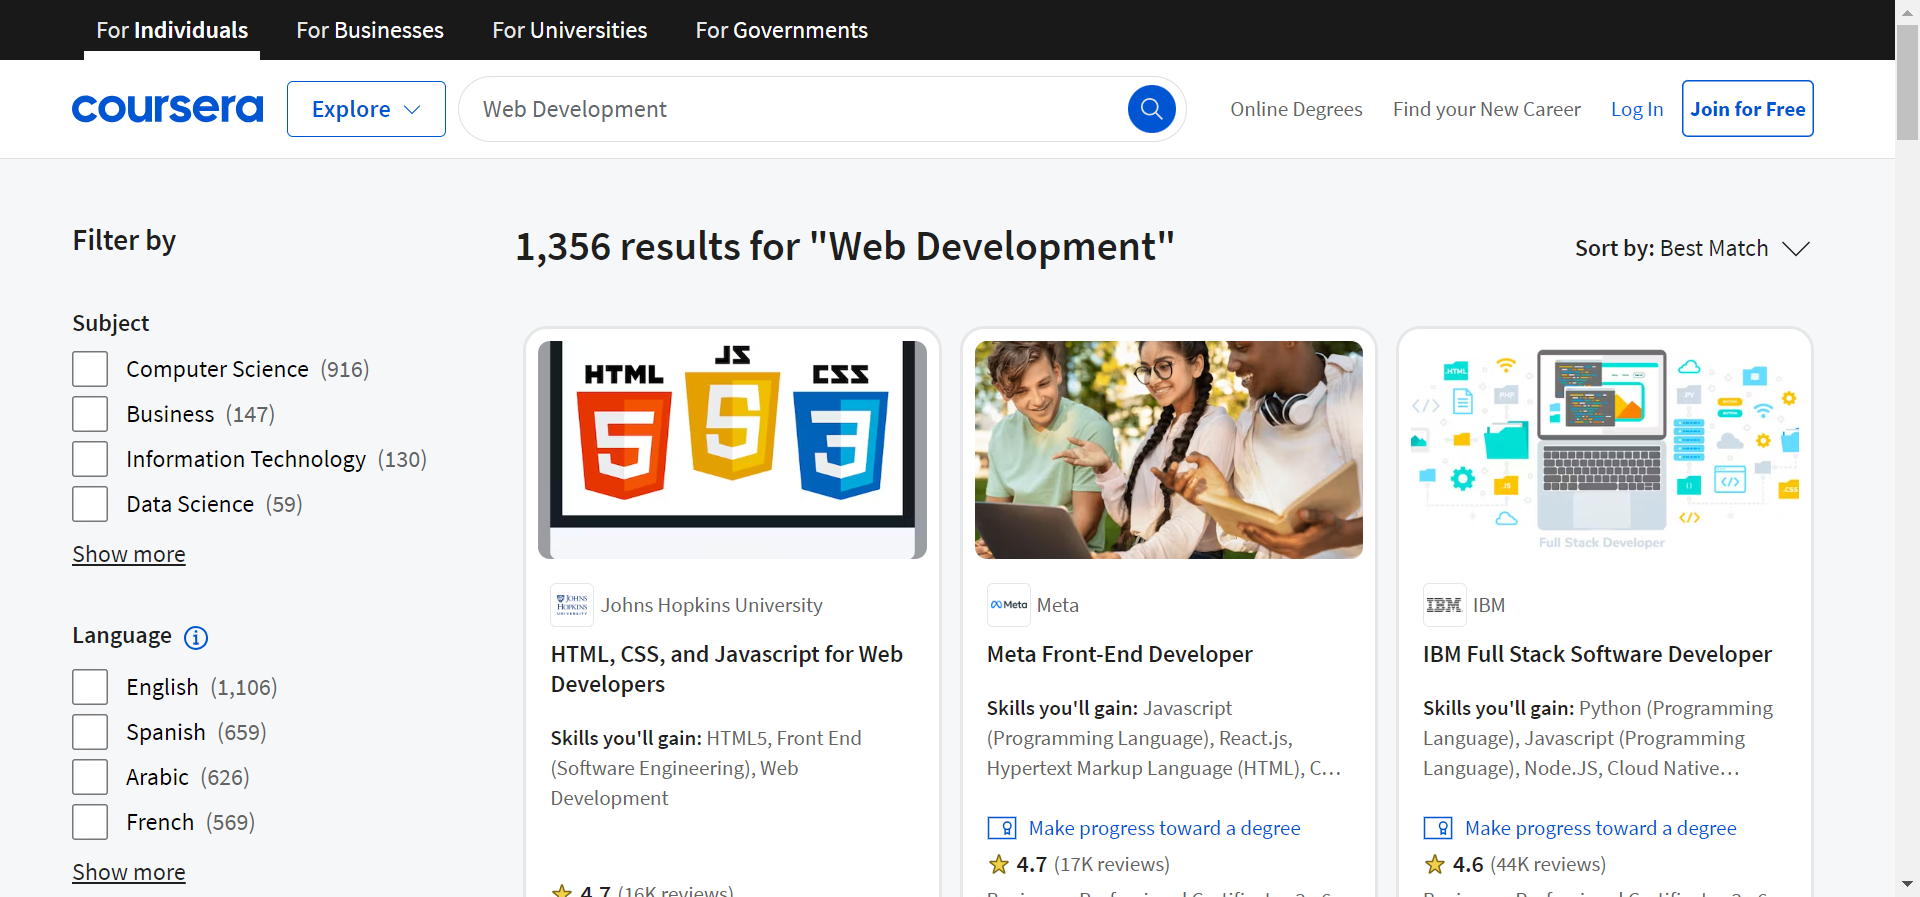 For Individuals
For Businesses
For Universities
For Governments
coursera
Explore
Web Development
Online Degrees
Find your New Career
Log In
Join for Free
Filter by
Subject
Computer Science (916)
Business (147)
Information Technology (130)
Data Science (59)
Show more
Language
English (1,106)
Spanish (659)
Arabic (626)
French (569)
Show more
1,356 results for "Web Development"
Sort by: Best Match
HTML
JS
CSS
Johns Hopkins University
HTML, CSS, and Javascript for Web
Developers
Skills you'll gain: HTML5, Front End
(Software Engineering), Web
Development
4.7 (16K reviews)
Meta
Meta
Meta Front-End Developer
Skills you'll gain: Javascript
(Programming Language), React.js,
Hypertext Markup Language (HTML), C...
Make progress toward a degree
4.7 (17K reviews)
Full Stack Developer
IBM
IBM
IBM Full Stack Software Developer
Skills you'll gain: Python (Programming
Language), Javascript (Programming
Language), Node.JS, Cloud Native...
Make progress toward a degree
4.6 (44K reviews)